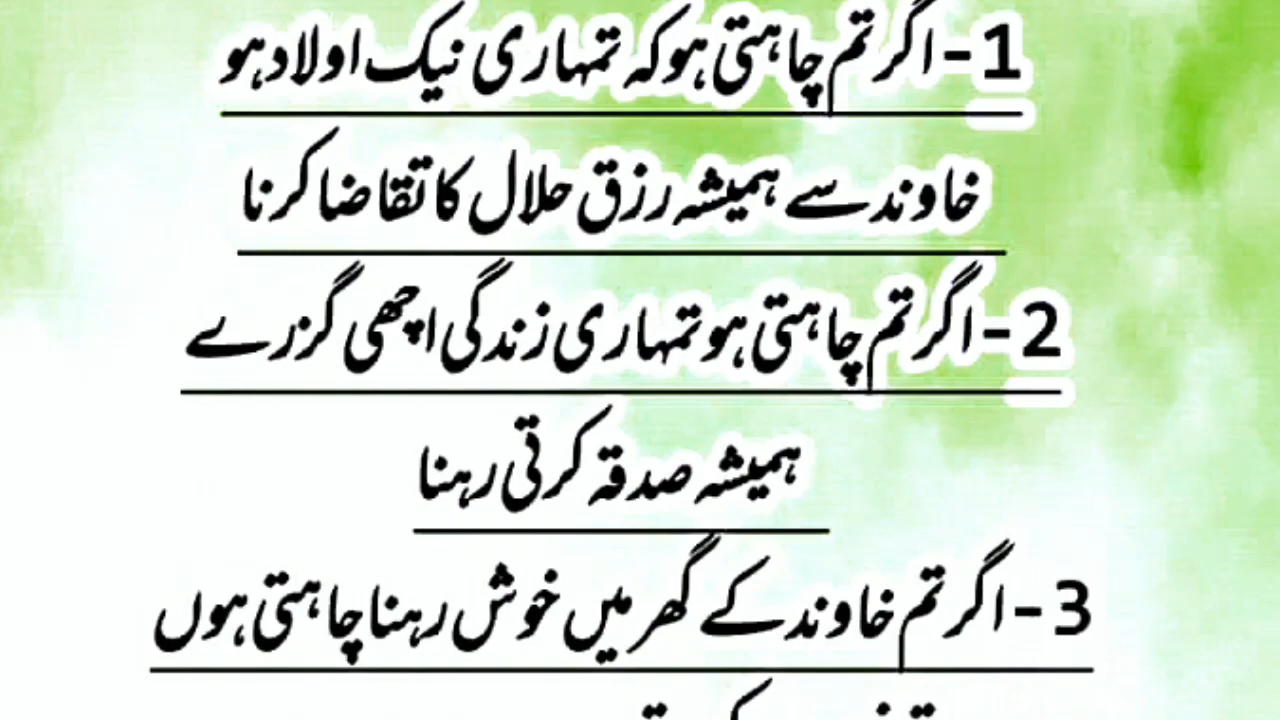 1-اگر تم چاہتی ہو کہ تمہاری نیک اولاد ہو
خاوند سے ہمیشہ رزق حلال کا تقاضا کرنا
2-اگر تم چاہتی ہو تمہاری زندگی اچھی گزرے
ہمیشہ صدقہ کرتی رہنا
3-اگر تم خاوند کے گھر میں خوش رہنا چاہتی ہوں